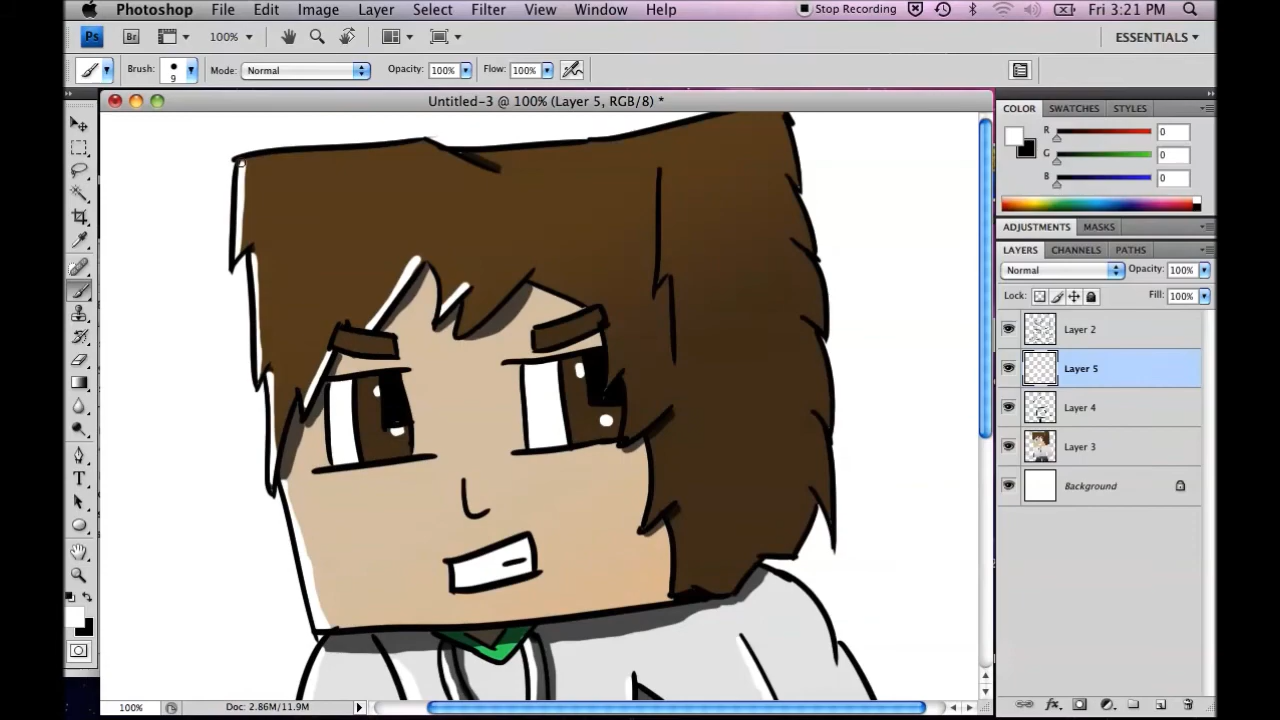 Photoshop File Edit Image Layer Select Filter View Window Help Stop Recording Fri 3:21 PM
Ps Br 100% ESSENTIALS
Brush: 9 Mode: Normal Opacity: 100% Flow: 100%
Untitled-3 @ 100% (Layer 5, RGB/8) *
COLOR SWATCHES STYLES
R 0
G 0
B 0
ADJUSTMENTS MASKS
LAYERS CHANNELS PATHS
Normal Opacity: 100%
Lock: Fill: 100%
Layer 2
Layer 5
Layer 4
Layer 3
Background
T
100% Doc: 2.86M/11.9M
fx